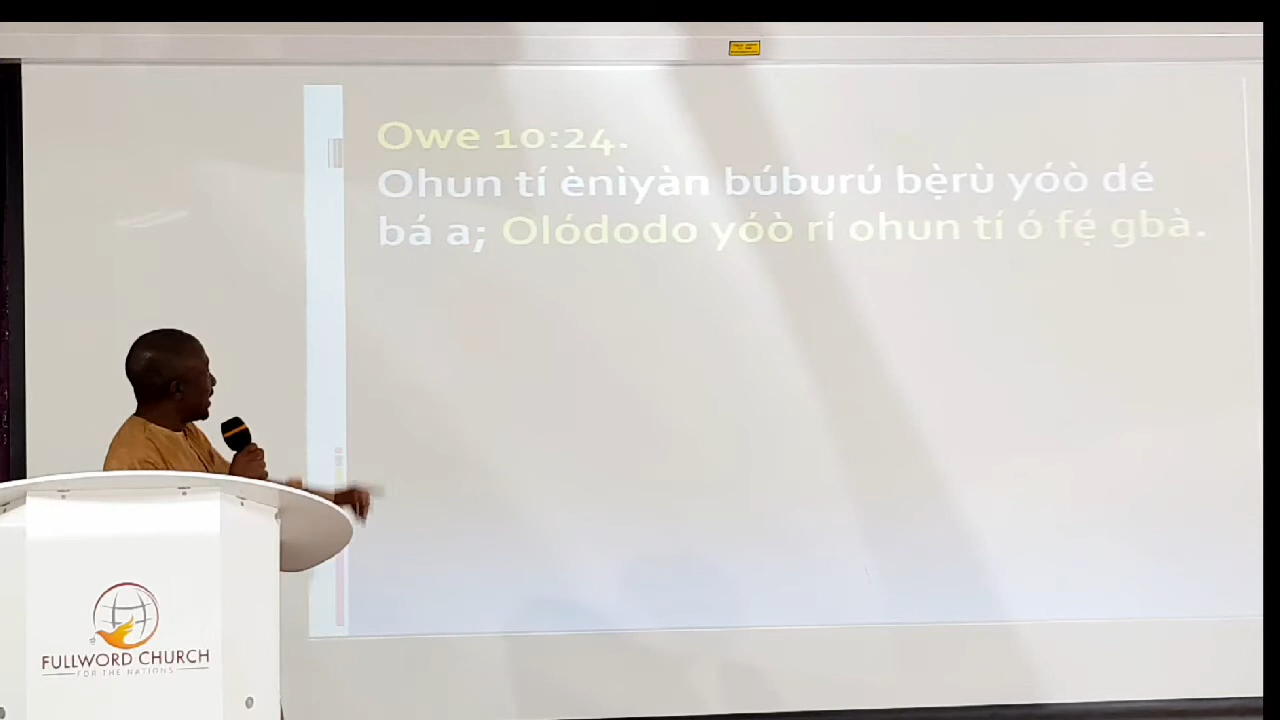 Owe 10:24.
Ohun tí ènìyàn búburú bẹ̀rù yóò dé
bá a; Olódodo yóò rí ohun tí ó fẹ́ gbà.
FULLWORD CHURCH
FOR THE NATIONS